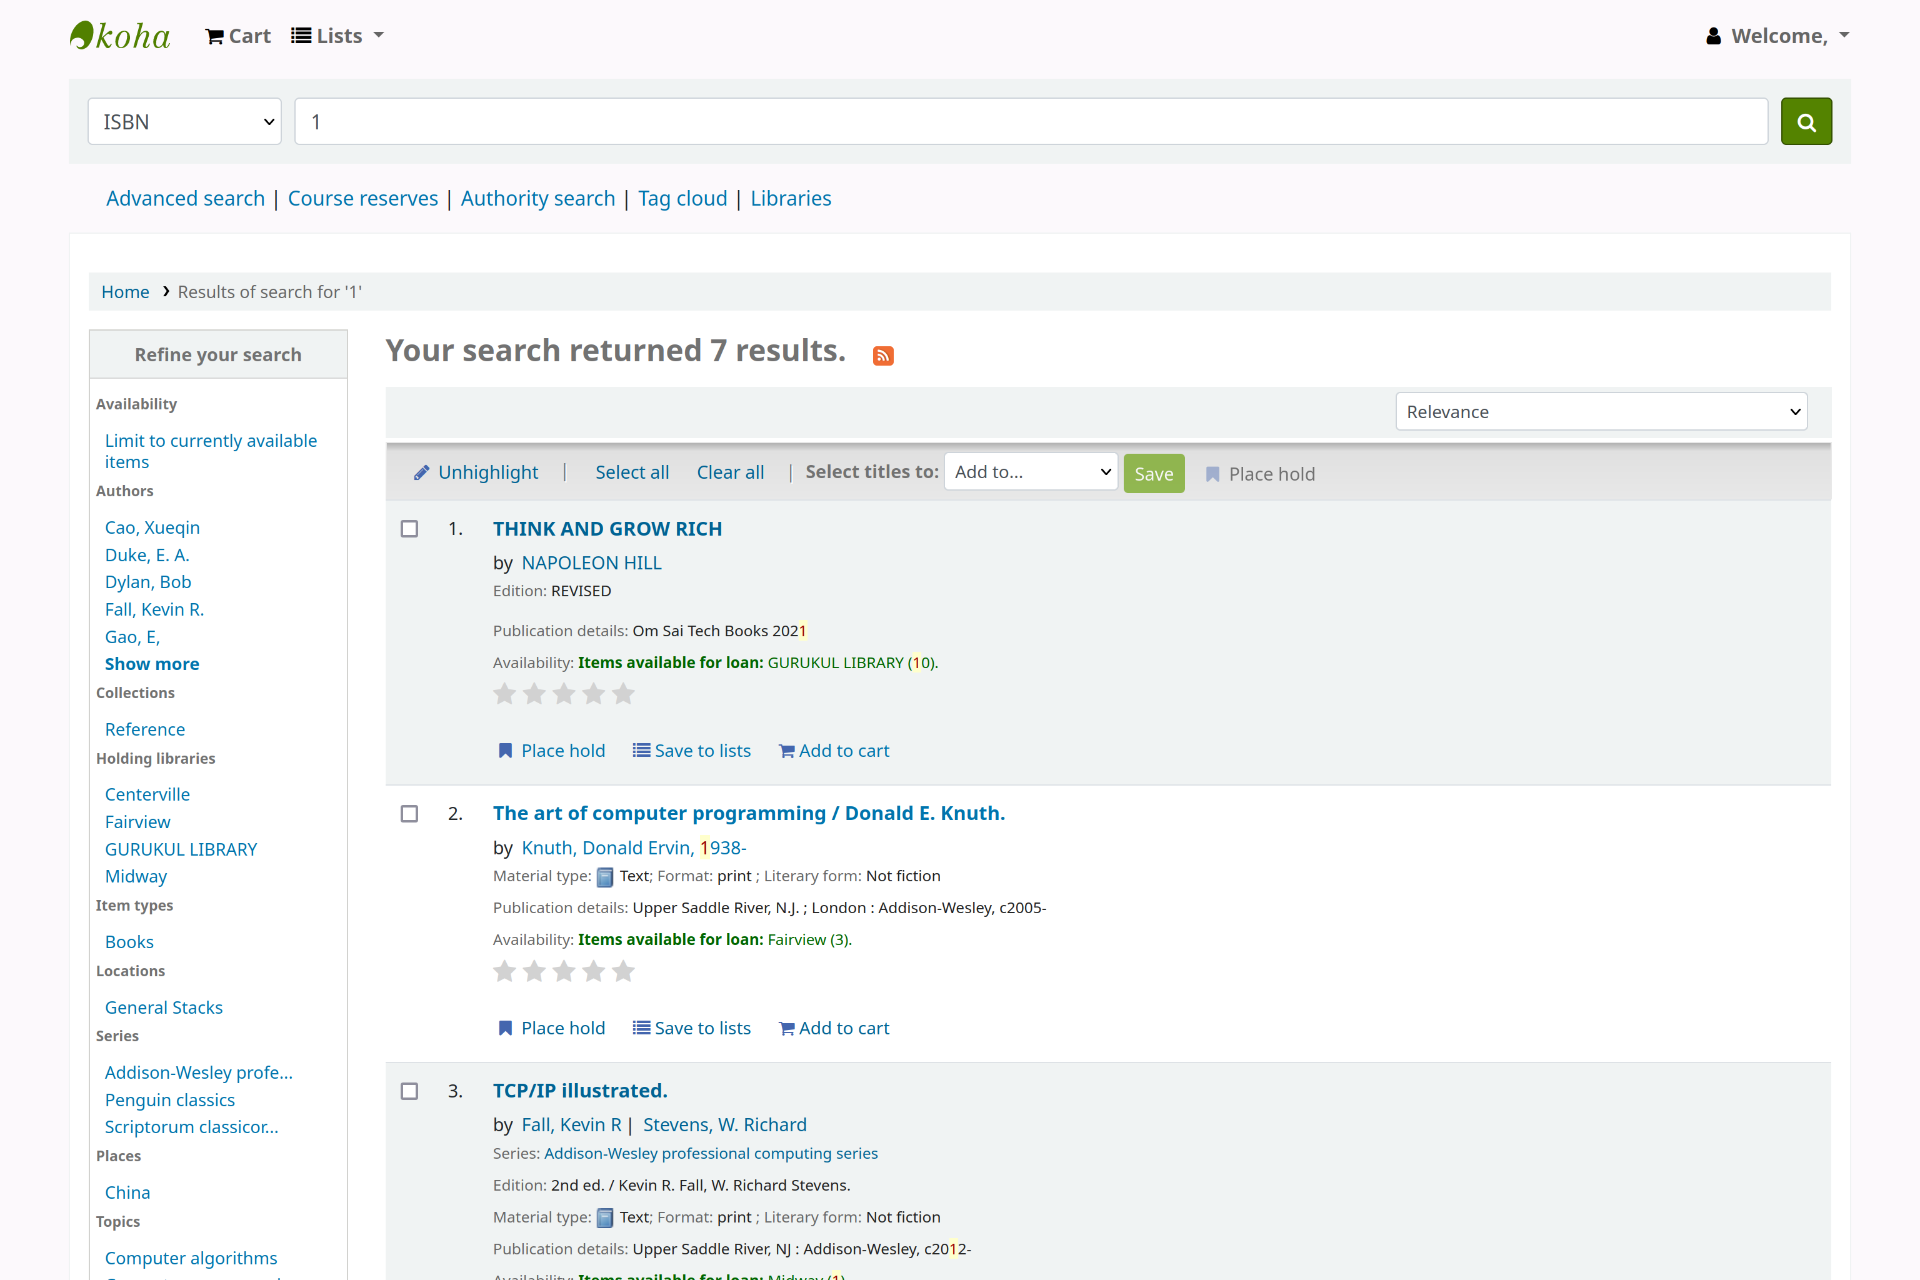 koha Cart Lists Welcome,
ISBN 1
Advanced search | Course reserves | Authority search | Tag cloud | Libraries
Home › Results of search for '1'
Refine your search
Availability
Limit to currently available
items
Authors
Cao, Xueqin
Duke, E. A.
Dylan, Bob
Fall, Kevin R.
Gao, E,
Show more
Collections
Reference
Holding libraries
Centerville
Fairview
GURUKUL LIBRARY
Midway
Item types
Books
Locations
General Stacks
Series
Addison-Wesley profe...
Penguin classics
Scriptorum classicor...
Places
China
Topics
Computer algorithms
Your search returned 7 results.
Relevance
Unhighlight | Select all Clear all | Select titles to: Add to... Save Place hold
1. THINK AND GROW RICH
by NAPOLEON HILL
Edition: REVISED
Publication details: Om Sai Tech Books 2021
Availability: Items available for loan: GURUKUL LIBRARY (10).
Place hold Save to lists Add to cart
2. The art of computer programming / Donald E. Knuth.
by Knuth, Donald Ervin, 1938-
Material type: Text; Format: print ; Literary form: Not fiction
Publication details: Upper Saddle River, N.J. ; London : Addison-Wesley, c2005-
Availability: Items available for loan: Fairview (3).
Place hold Save to lists Add to cart
3. TCP/IP illustrated.
by Fall, Kevin R | Stevens, W. Richard
Series: Addison-Wesley professional computing series
Edition: 2nd ed. / Kevin R. Fall, W. Richard Stevens.
Material type: Text; Format: print ; Literary form: Not fiction
Publication details: Upper Saddle River, NJ : Addison-Wesley, c2012-
Availability: Items available for loan: Midway (1).